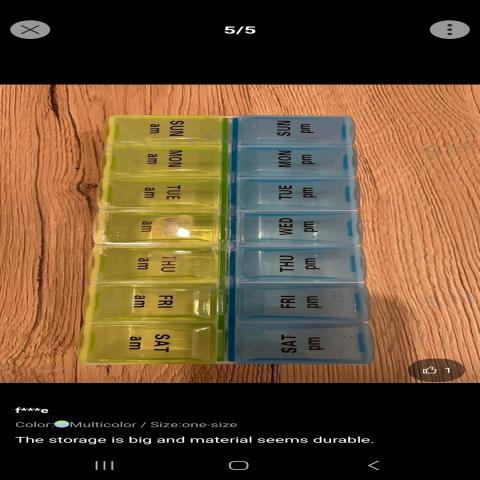 5/5
SUN am SUN pm
MON am MON pm
TUE am TUE pm
am WED pm
THU am THU pm
FRI am FRI pm
SAT am SAT pm
1
f***e
Color:Multicolor / Size:one-size
The storage is big and material seems durable.